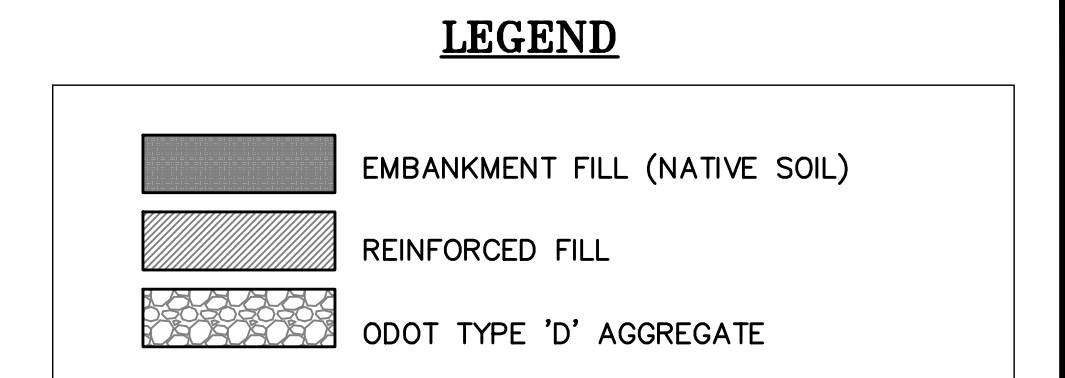 LEGEND
EMBANKMENT FILL (NATIVE SOIL)
REINFORCED FILL
ODOT TYPE 'D' AGGREGATE